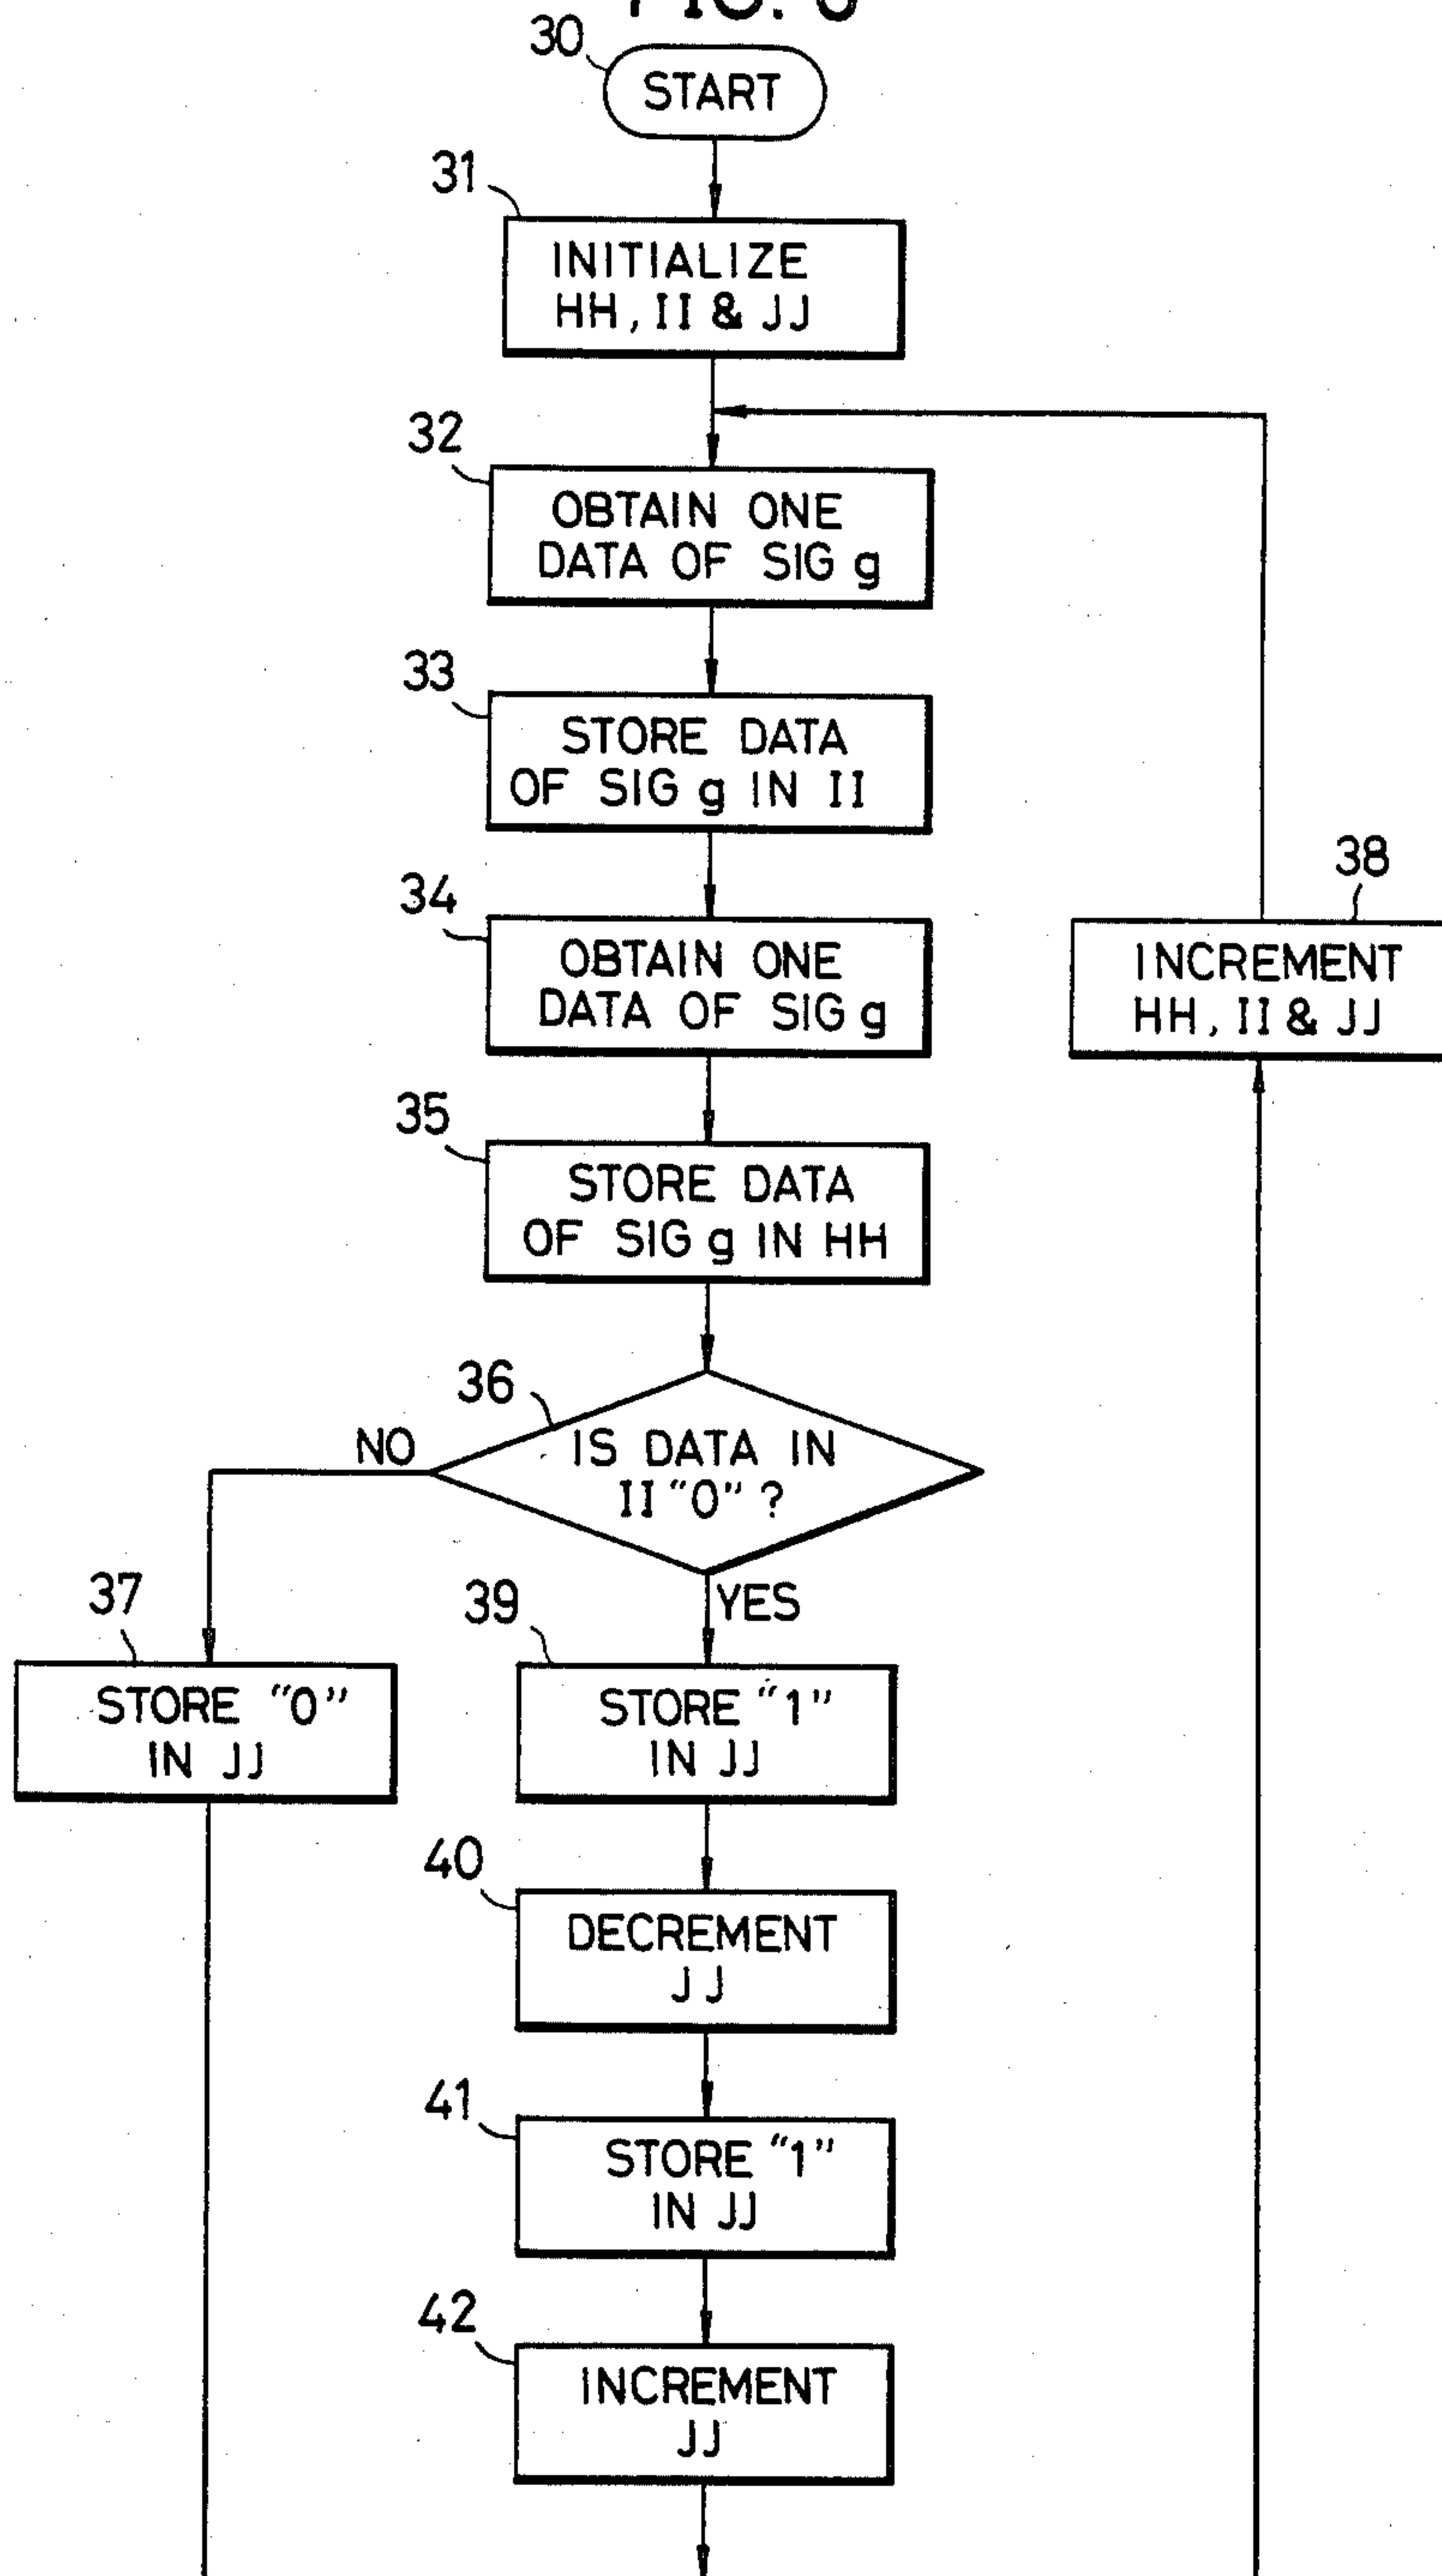 30
START
31
INITIALIZE
HH, II & JJ
32
OBTAIN ONE
DATA OF SIG g
33
STORE DATA
OF SIG g IN II
34
OBTAIN ONE
DATA OF SIG g
38
INCREMENT
HH, II & JJ
35
STORE DATA
OF SIG g IN HH
36
NO
IS DATA IN
II "0" ?
YES
37
STORE "0"
IN JJ
39
STORE "1"
IN JJ
40
DECREMENT
JJ
41
STORE "1"
IN JJ
42
INCREMENT
JJ